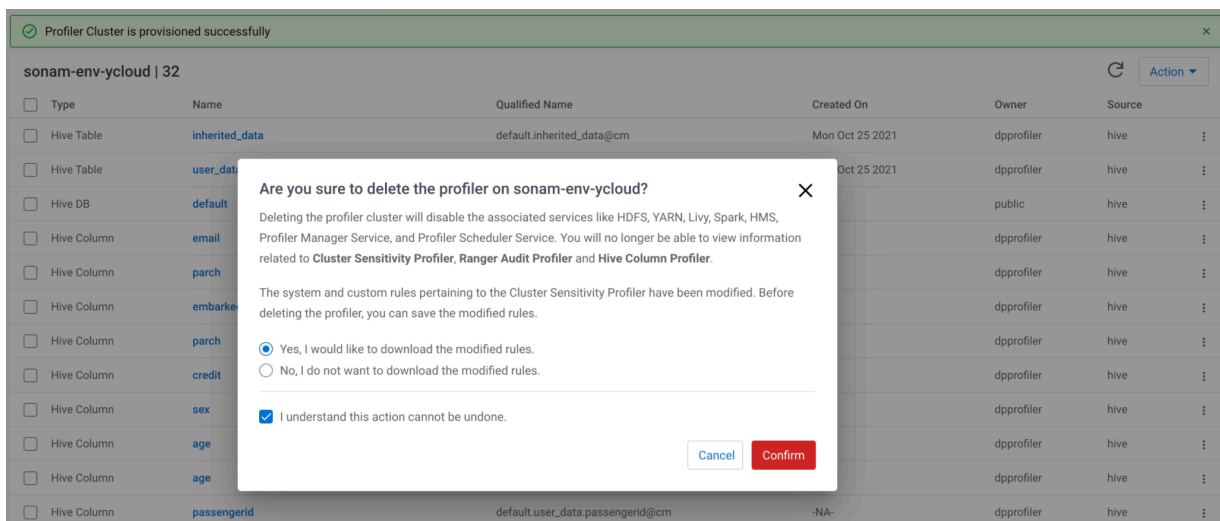 Profiler Cluster is provisioned successfully
sonam-env-ycloud | 32
Action
Type Name Qualified Name Created On Owner Source
Hive Table inherited_data default.inherited_data@cm Mon Oct 25 2021 dpprofiler hive
Hive Table Oct 25 2021 dpprofiler hive
Hive DB default public hive
Hive Column email dpprofiler hive
Hive Column parch dpprofiler hive
Hive Column dpprofiler hive
Hive Column parch dpprofiler hive
Hive Column credit dpprofiler hive
Hive Column sex dpprofiler hive
Hive Column age dpprofiler hive
Hive Column age dpprofiler hive
Hive Column passengerid default.user_data.passengerid@cm -NA- dpprofiler hive
Are you sure to delete the profiler on sonam-env-ycloud?
Deleting the profiler cluster will disable the associated services like HDFS, YARN, Livy, Spark, HMS,
Profiler Manager Service, and Profiler Scheduler Service. You will no longer be able to view information
related to Cluster Sensitivity Profiler, Ranger Audit Profiler and Hive Column Profiler.
The system and custom rules pertaining to the Cluster Sensitivity Profiler have been modified. Before
deleting the profiler, you can save the modified rules.
Yes, I would like to download the modified rules.
No, I do not want to download the modified rules.
I understand this action cannot be undone.
Cancel Confirm